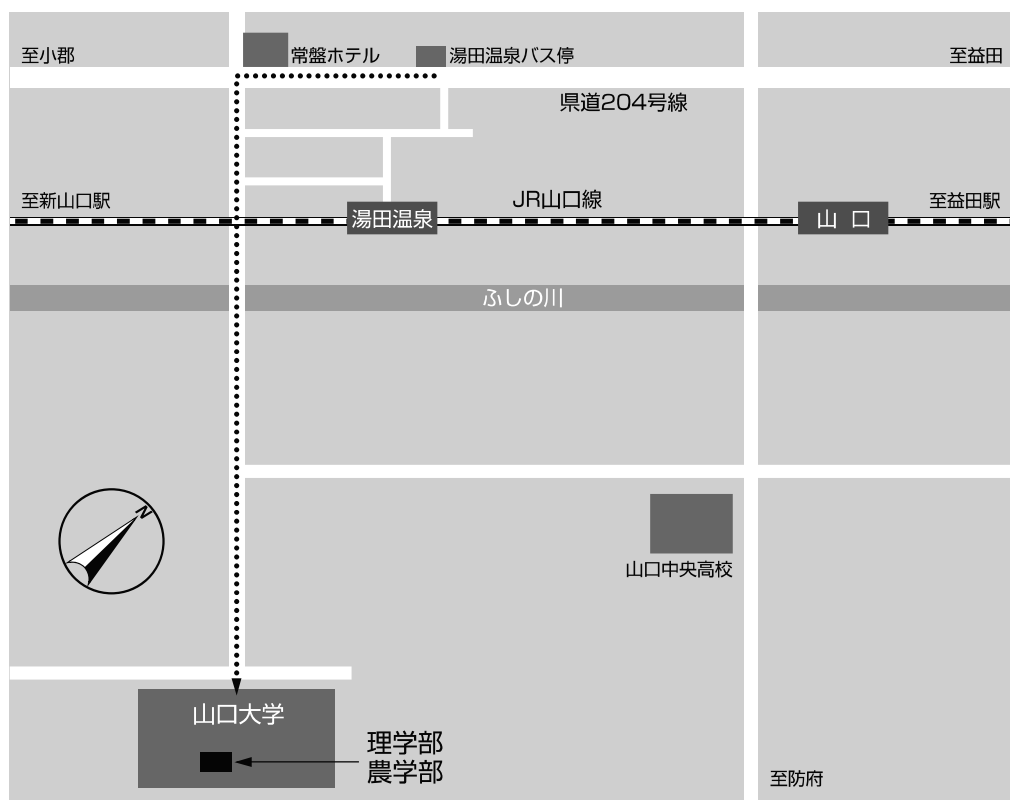 至小郡
常盤ホテル
湯田温泉バス停
至益田
県道204号線
至新山口駅
JR山口線
至益田駅
湯田温泉
山口
ふしの川
N
山口中央高校
山口大学
理学部
農学部
至防府